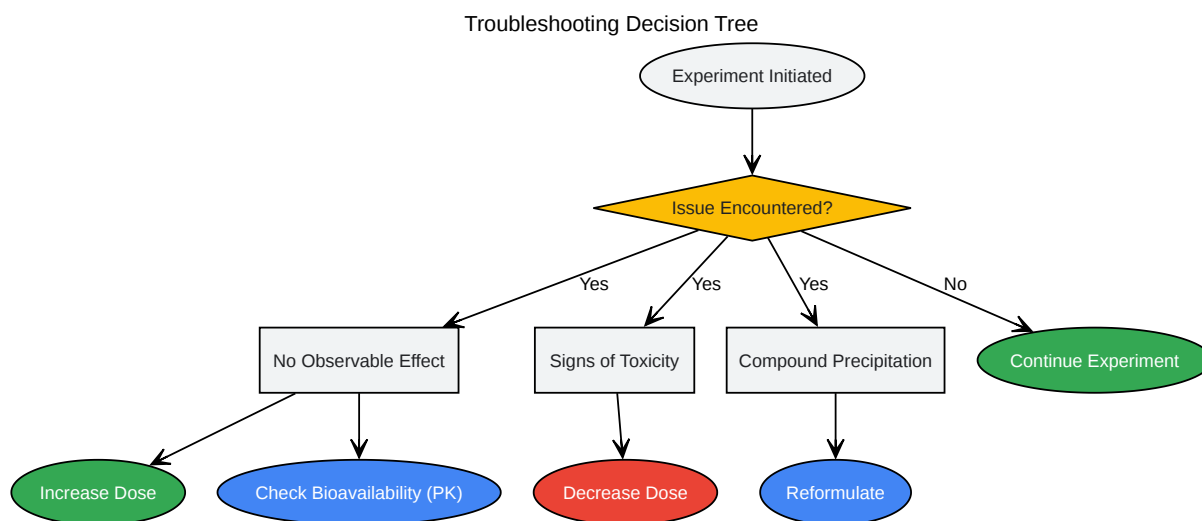 Troubleshooting Decision Tree
Experiment Initiated
Issue Encountered?
Yes
Yes
Yes
No
No Observable Effect
Signs of Toxicity
Compound Precipitation
Continue Experiment
Increase Dose
Check Bioavailability (PK)
Decrease Dose
Reformulate